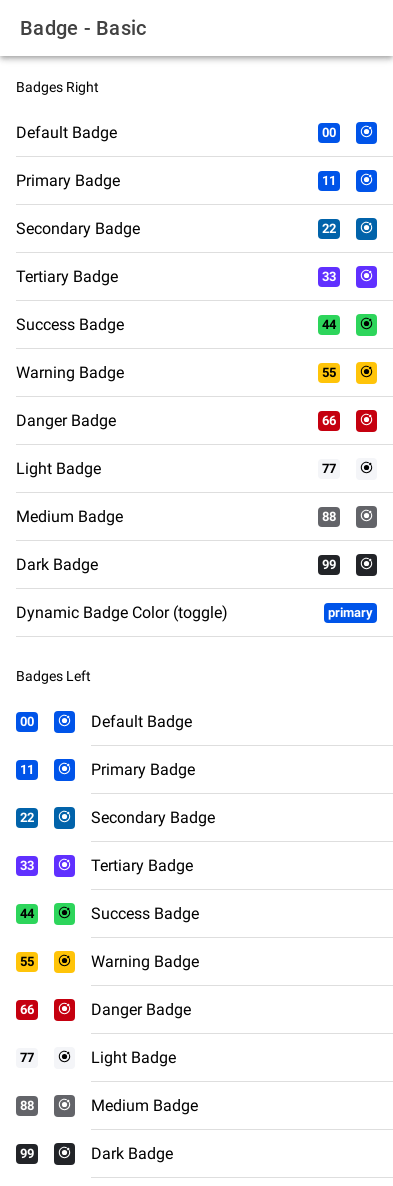 Badge - Basic
Badges Right
Default Badge 00
Primary Badge 11
Secondary Badge 22
Tertiary Badge 33
Success Badge 44
Warning Badge 55
Danger Badge 66
Light Badge 77
Medium Badge 88
Dark Badge 99
Dynamic Badge Color (toggle) primary
Badges Left
00 Default Badge
11 Primary Badge
22 Secondary Badge
33 Tertiary Badge
44 Success Badge
55 Warning Badge
66 Danger Badge
77 Light Badge
88 Medium Badge
99 Dark Badge